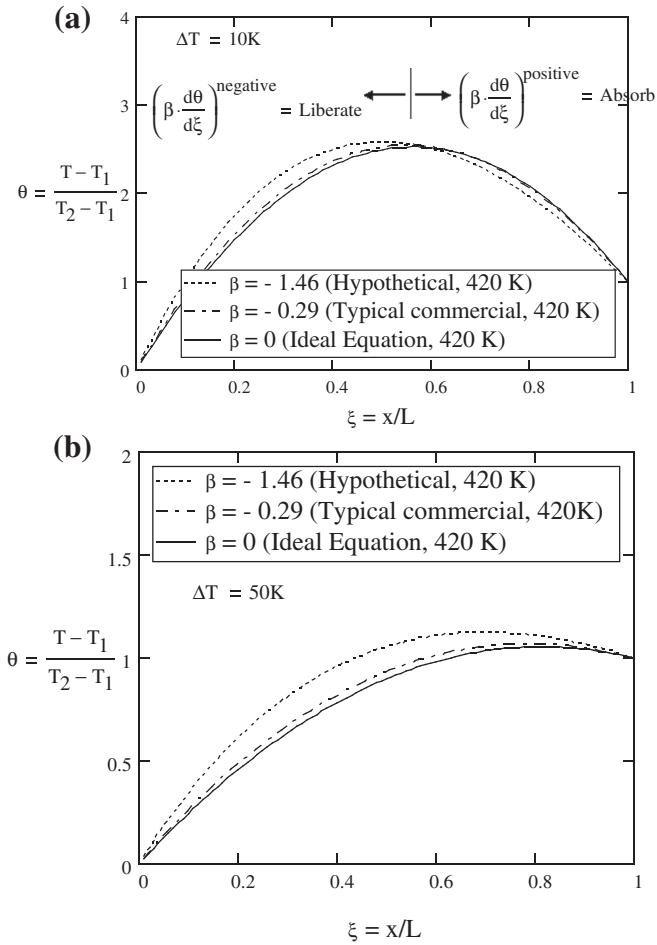 (a)
4
ΔT = 10K
(β·dθ/dξ)^negative = Liberate
(β·dθ/dξ)^positive = Absorb
3
θ = (T – T₁)/(T₂ – T₁)
2
1
β = - 1.46 (Hypothetical, 420 K)
β = - 0.29 (Typical commercial, 420 K)
β = 0 (Ideal Equation, 420 K)
0
0 0.2 0.4 0.6 0.8 1
ξ = x/L
(b)
2
β = - 1.46 (Hypothetical, 420 K)
β = - 0.29 (Typical commercial, 420K)
β = 0 (Ideal Equation, 420 K)
1.5
ΔT = 50K
θ = (T – T₁)/(T₂ – T₁)
1
0.5
0
0 0.2 0.4 0.6 0.8 1
ξ = x/L